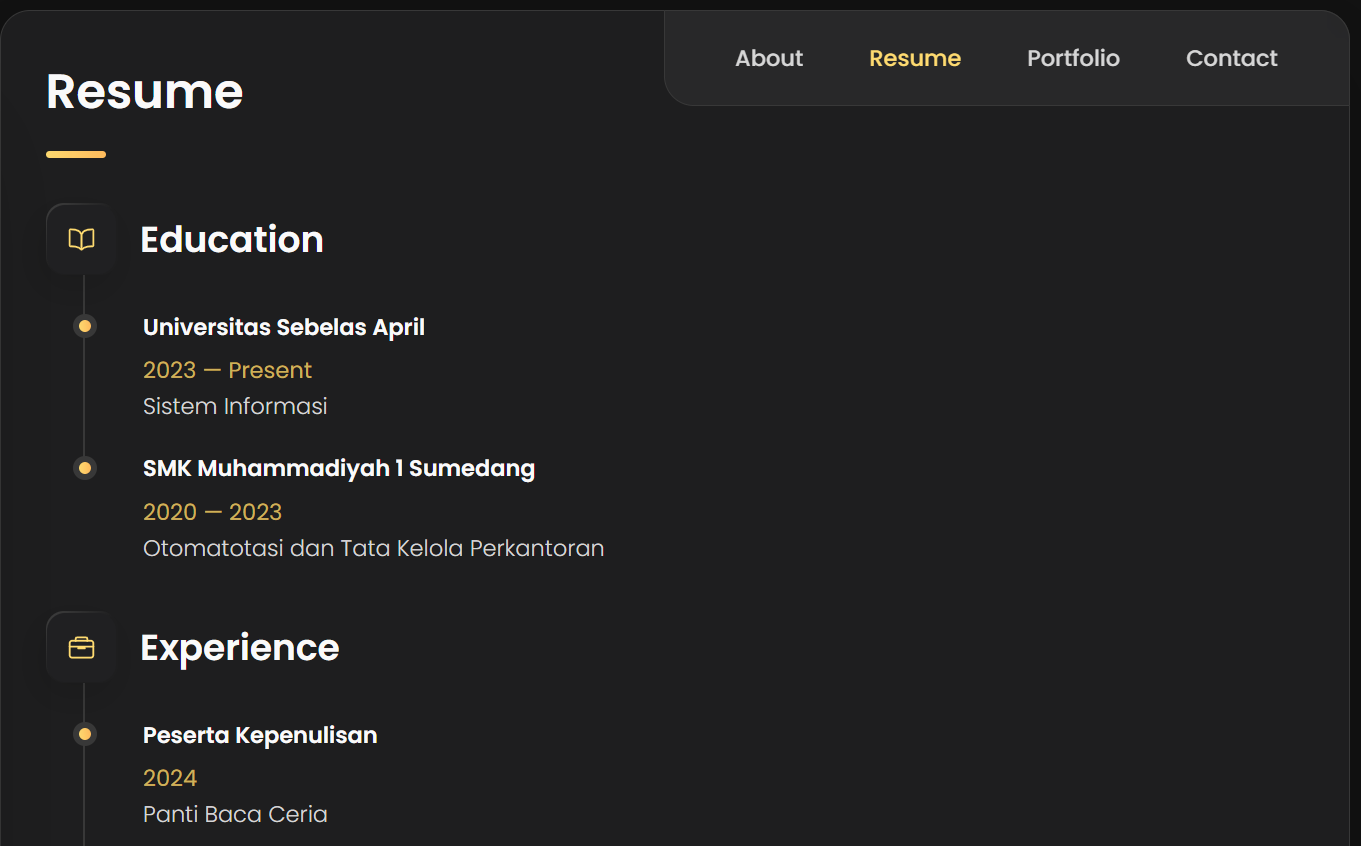 About Resume Portfolio Contact
Resume
Education
Universitas Sebelas April
2023 — Present
Sistem Informasi
SMK Muhammadiyah 1 Sumedang
2020 — 2023
Otomatotasi dan Tata Kelola Perkantoran
Experience
Peserta Kepenulisan
2024
Panti Baca Ceria